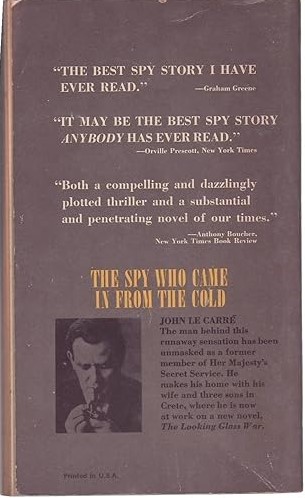 “THE BEST SPY STORY I HAVE
EVER READ.” —Graham Greene
“IT MAY BE THE BEST SPY STORY
ANYBODY HAS EVER READ.”
—Orville Prescott, New York Times
“Both a compelling and dazzlingly
plotted thriller and a substantial
and penetrating novel of our times.”
—Anthony Boucher,
New York Times Book Review
THE SPY WHO CAME
IN FROM THE COLD
JOHN LE CARRÉ
The man behind this
runaway sensation has been
unmasked as a former
member of Her Majesty's
Secret Service. He
makes his home with his
wife and three sons in
Crete, where he is now
at work on a new novel,
The Looking Glass War.
Printed in U.S.A.